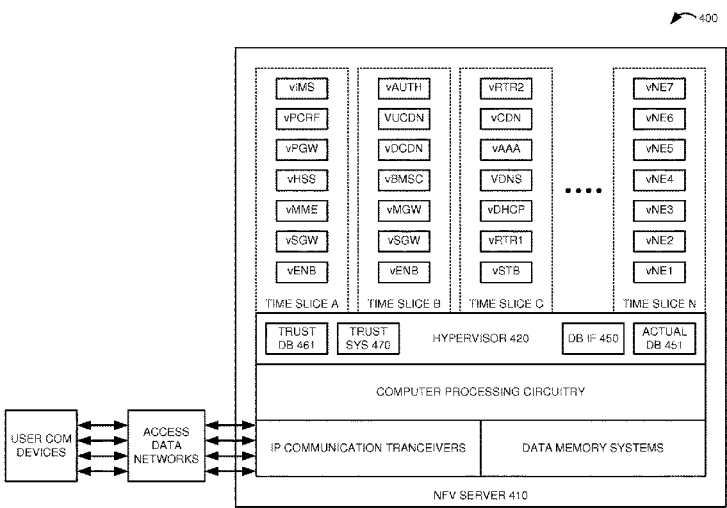 400
vIMS vAUTH vRTR2 vNE7
vPCRF VUCDN vCDN vNE6
vPGW vDCDN vAAA vNE5
vHSS vBMSC VDNS vNE4
vMME vMGW vDHCP vNE3
vSGW vSGW vRTR1 vNE2
vENB vENB vSTB vNE1
TIME SLICE A TIME SLICE B TIME SLICE C TIME SLICE N
TRUST
DB 461
TRUST
SYS 470
HYPERVISOR 420
DB IF 450
ACTUAL
DB 451
COMPUTER PROCESSING CIRCUITRY
USER COM
DEVICES
ACCESS
DATA
NETWORKS
IP COMMUNICATION TRANCEIVERS
DATA MEMORY SYSTEMS
NFV SERVER 410